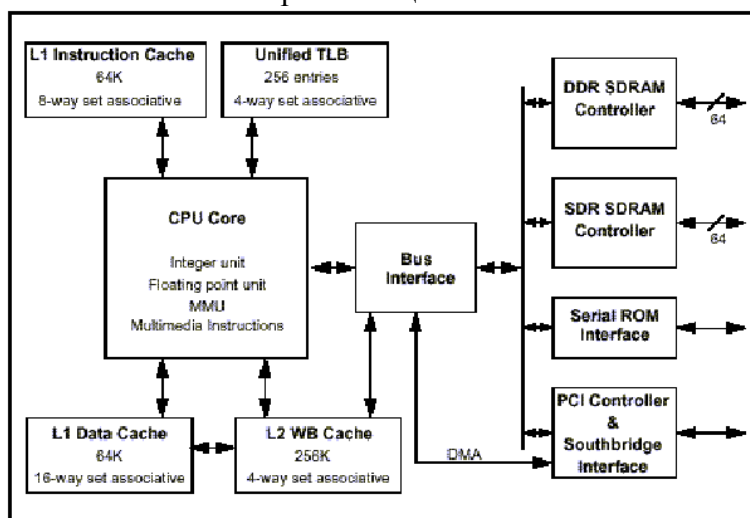 L1 Instruction Cache
64K
8-way set associative
Unified TLB
256 entries
4-way set associative
CPU Core
Integer unit
Floating point unit
MMU
Multimedia Instructions
L1 Data Cache
64K
16-way set associative
L2 WB Cache
256K
4-way set associative
Bus
Interface
DMA
DDR SDRAM
Controller
64
SDR SDRAM
Controller
64
Serial ROM
Interface
PCI Controller
&
Southbridge
Interface